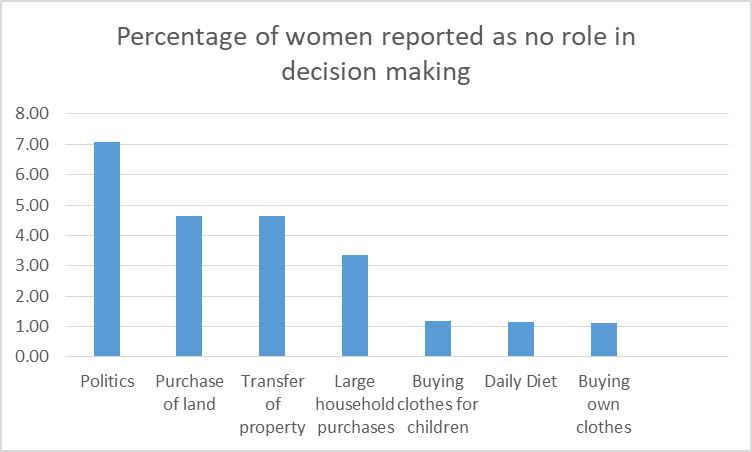 Percentage of women reported as no role in
decision making
8.00
7.00
6.00
5.00
4.00
3.00
2.00
1.00
0.00
Politics
Purchase
of land
Transfer
of
property
Large
household
purchases
Buying
clothes for
children
Daily Diet
Buying
own
clothes